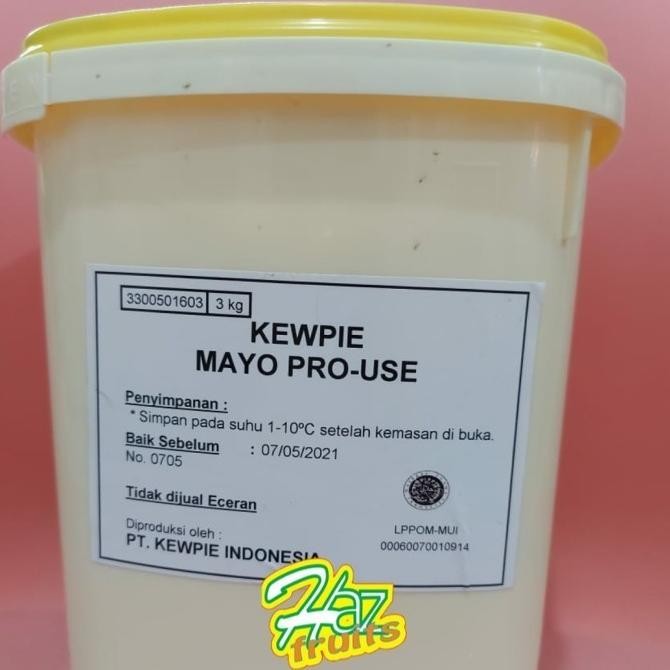 3300501603 3 kg
KEWPIE
MAYO PRO-USE
Penyimpanan :
* Simpan pada suhu 1-10ºC setelah kemasan di buka.
Baik Sebelum : 07/05/2021
No. 0705
Tidak dijual Eceran
Diproduksi oleh :
PT. KEWPIE INDONESIA
LPPOM-MUI
00060070010914
Haz
fruits